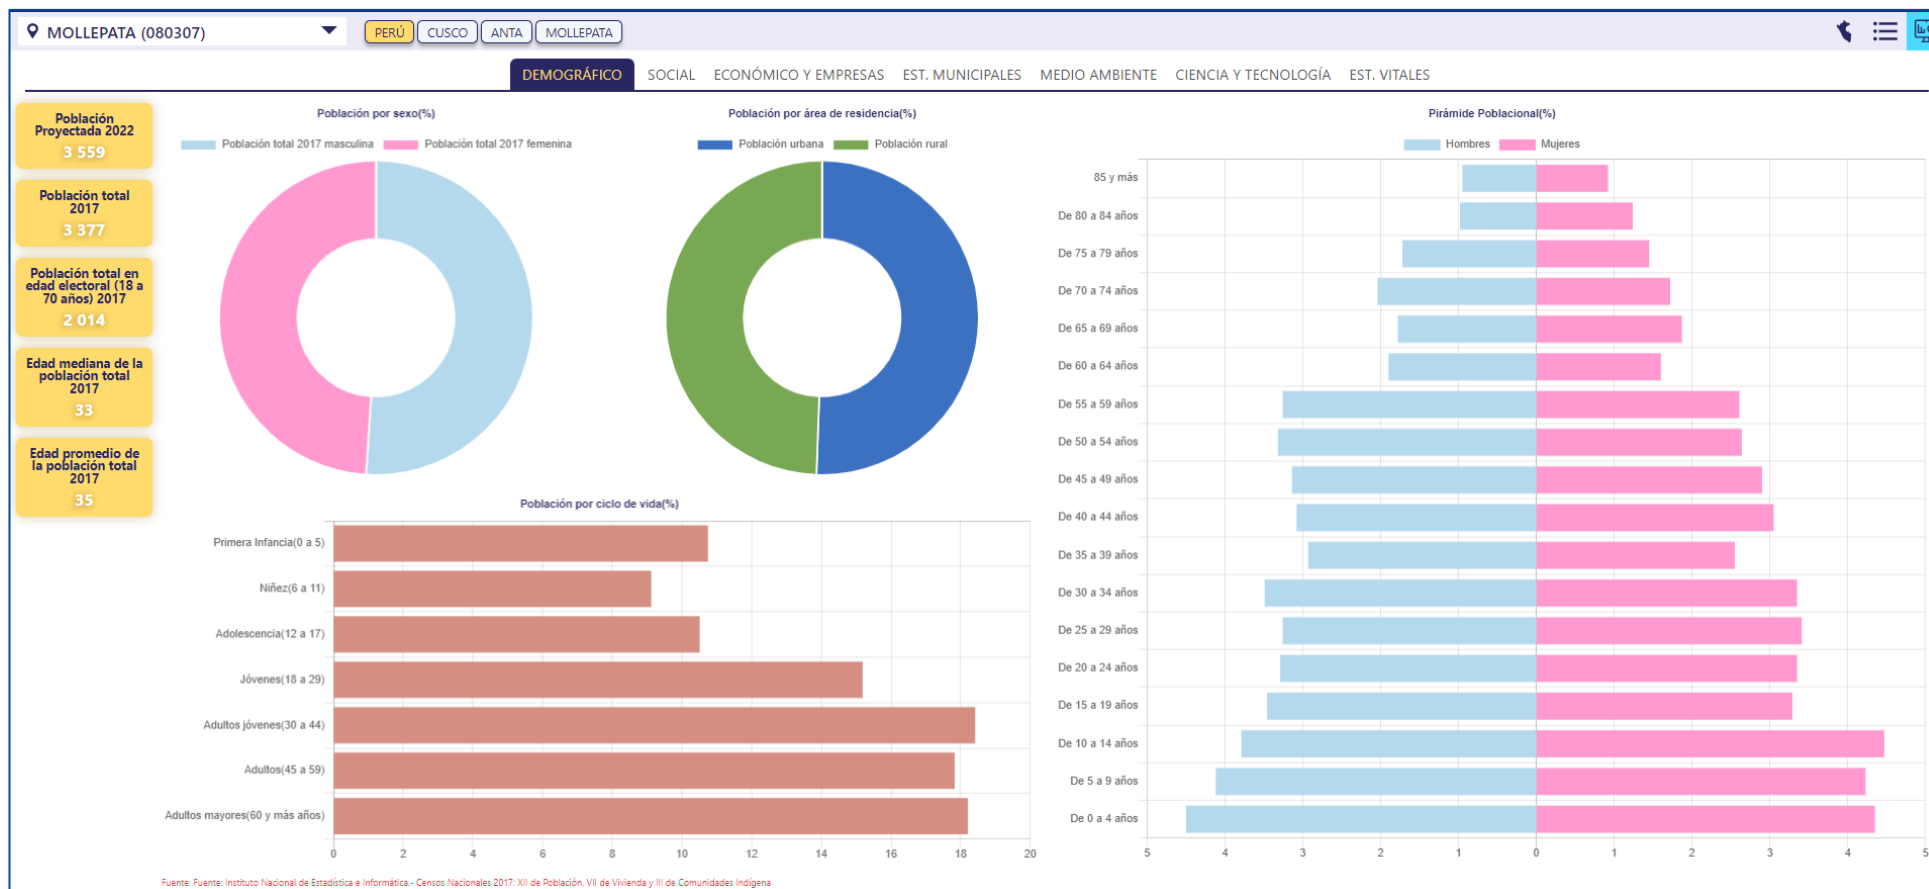 MOLLEPATA (080307)
PERÚ CUSCO ANTA MOLLEPATA
DEMOGRÁFICO SOCIAL ECONÓMICO Y EMPRESAS EST. MUNICIPALES MEDIO AMBIENTE CIENCIA Y TECNOLOGÍA EST. VITALES
Población
Proyectada 2022
3 559
Población total
2017
3 377
Población total en
edad electoral (18 a
70 años) 2017
2 014
Edad mediana de la
población total
2017
33
Edad promedio de
la población total
2017
35
Población por sexo(%)
Población total 2017 masculina Población total 2017 femenina
Población por área de residencia(%)
Población urbana Población rural
Población por ciclo de vida(%)
Primera Infancia(0 a 5)
Niñez(6 a 11)
Adolescencia(12 a 17)
Jóvenes(18 a 29)
Adultos jóvenes(30 a 44)
Adultos(45 a 59)
Adultos mayores(60 y más años)
0 2 4 6 8 10 12 14 16 18 20
Pirámide Poblacional(%)
Hombres Mujeres
85 y más
De 80 a 84 años
De 75 a 79 años
De 70 a 74 años
De 65 a 69 años
De 60 a 64 años
De 55 a 59 años
De 50 a 54 años
De 45 a 49 años
De 40 a 44 años
De 35 a 39 años
De 30 a 34 años
De 25 a 29 años
De 20 a 24 años
De 15 a 19 años
De 10 a 14 años
De 5 a 9 años
De 0 a 4 años
5 4 3 2 1 0 1 2 3 4 5
Fuente: Fuente: Instituto Nacional de Estadística e Informática.- Censos Nacionales 2017: XII de Población, VII de Vivienda y III de Comunidades Indígena